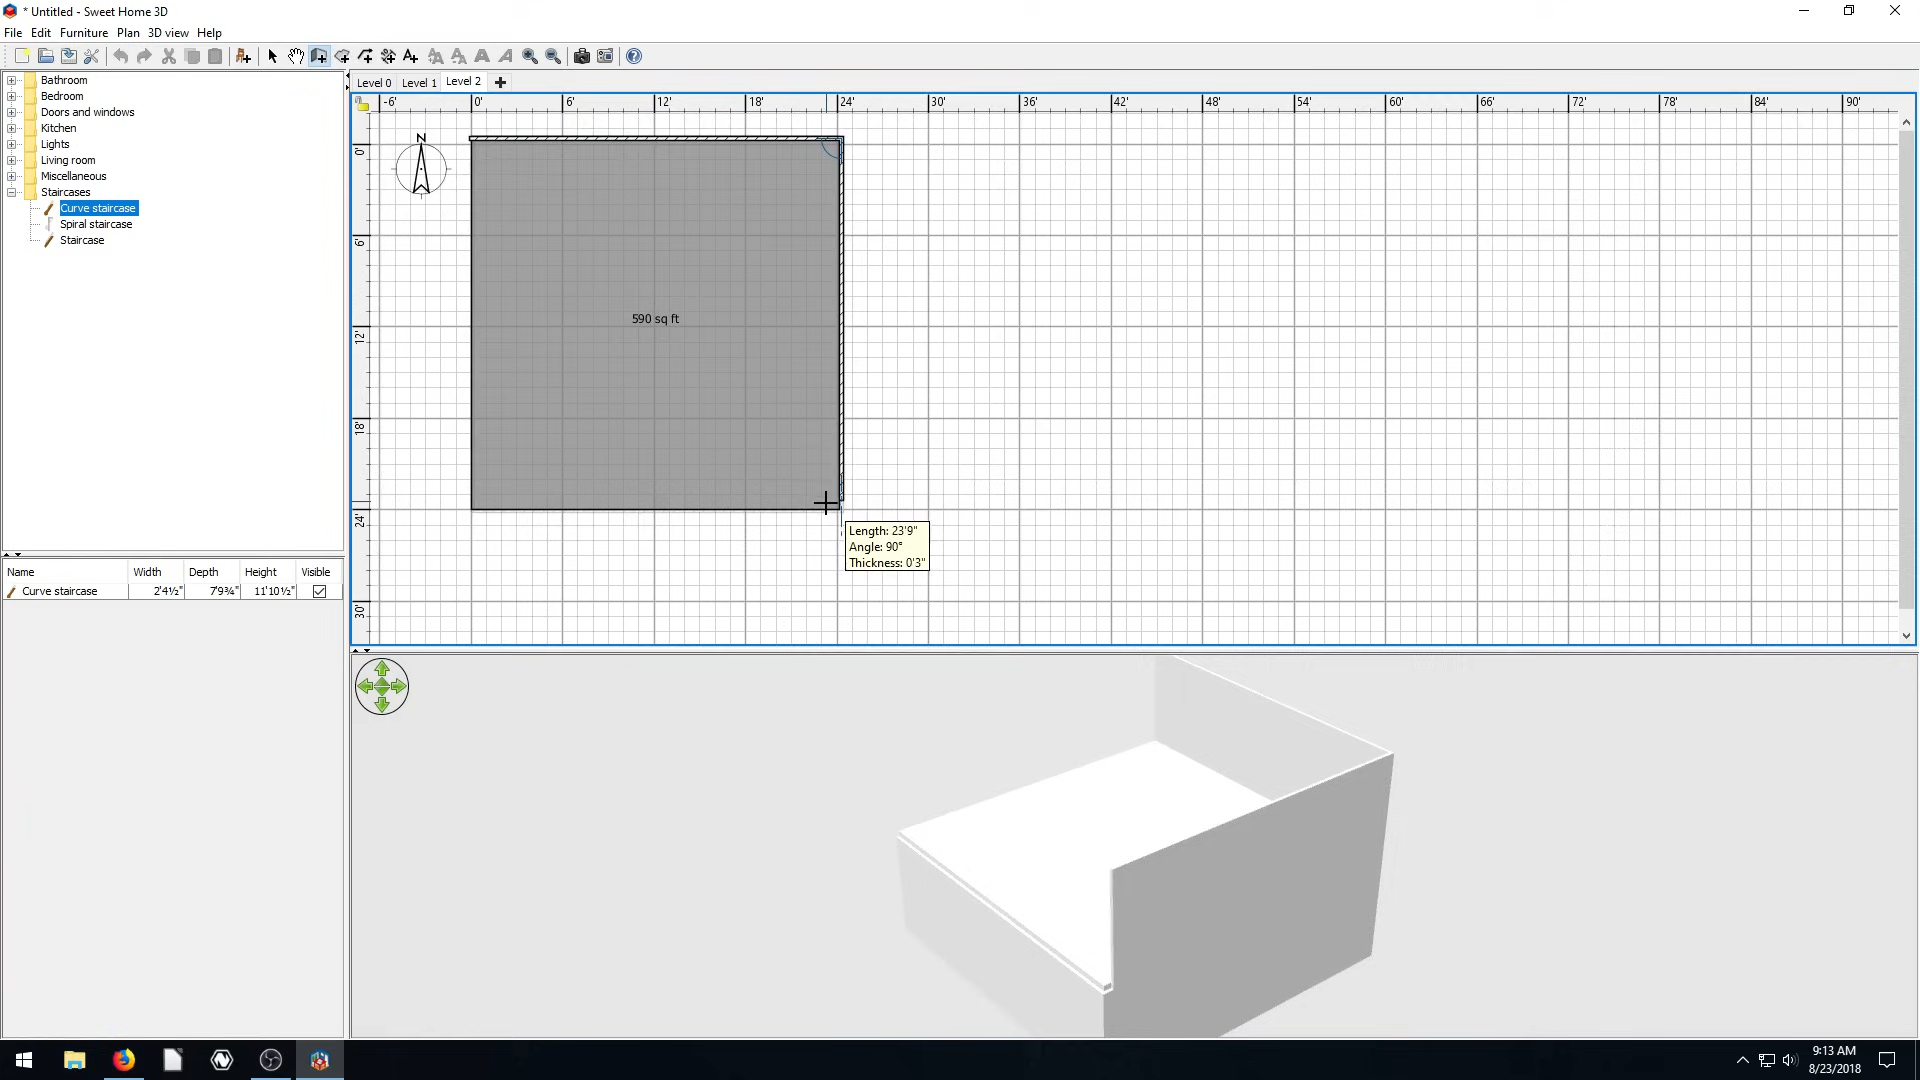 * Untitled - Sweet Home 3D
File Edit Furniture Plan 3D view Help
Bathroom
Bedroom
Doors and windows
Kitchen
Lights
Living room
Miscellaneous
Staircases
Curve staircase
Spiral staircase
Staircase
Name Width Depth Height Visible
Curve staircase 2'4½" 7'9¾" 11'10½"
Level 0 Level 1 Level 2
-6' 0' 6' 12' 18' 24' 30' 36' 42' 48' 54' 60' 66' 72' 78' 84' 90'
0'
6'
12'
18'
24'
30'
N
590 sq ft
Length: 23'9"
Angle: 90°
Thickness: 0'3"
9:13 AM
8/23/2018